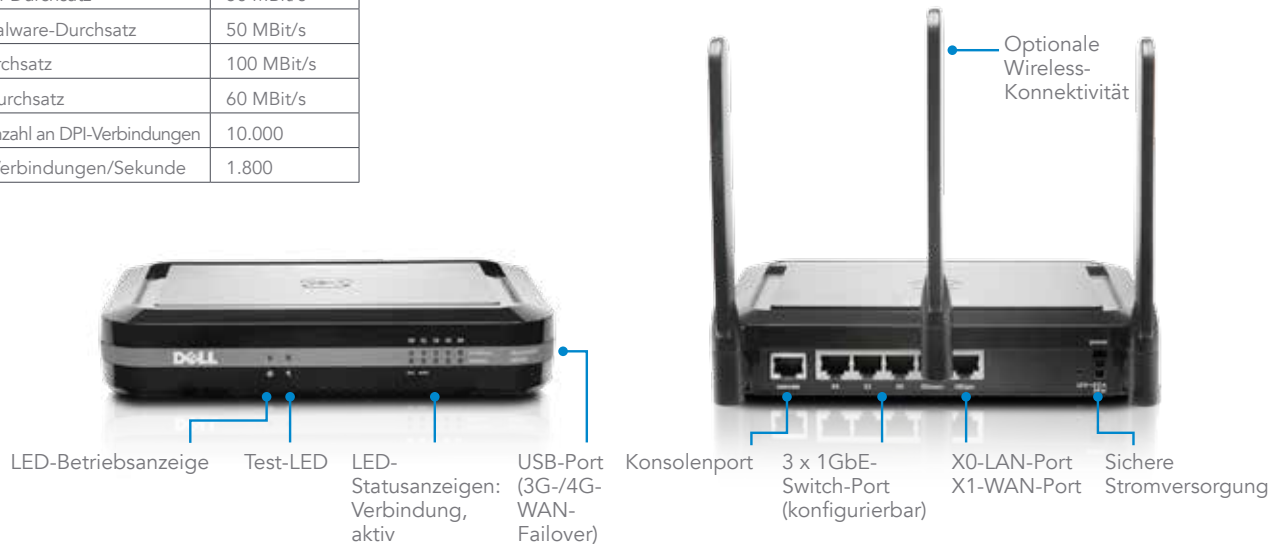 alware-Durchsatz 50 MBit/s
rchsatz 100 MBit/s
urchsatz 60 MBit/s
nzahl an DPI-Verbindungen 10.000
Verbindungen/Sekunde 1.800
Optionale
Wireless-
Konnektivität
DELL
LED-Betriebsanzeige
Test-LED
LED-
Statusanzeigen:
Verbindung,
aktiv
USB-Port
(3G-/4G-
WAN-
Failover)
Konsolenport
3 x 1GbE-
Switch-Port
(konfigurierbar)
X0-LAN-Port
X1-WAN-Port
Sichere
Stromversorgung